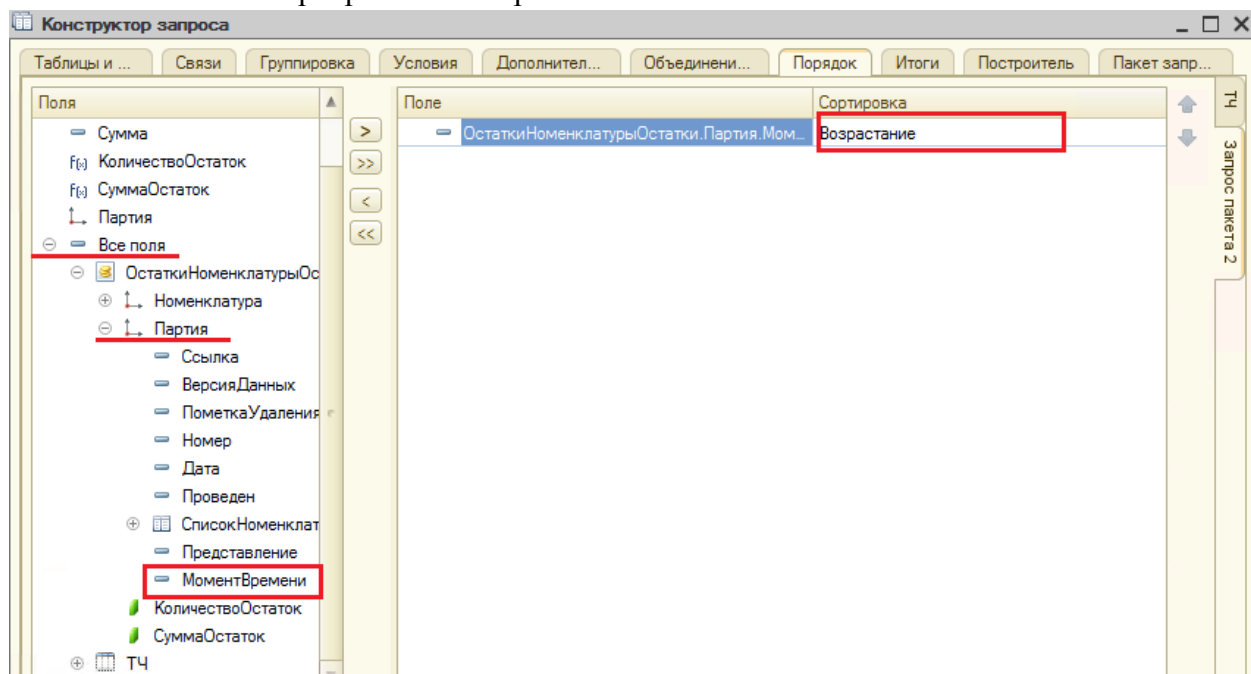 Конструктор запроса
Таблицы и ... Связи Группировка Условия Дополнител... Объединени... Порядок Итоги Построитель Пакет запр...
Поля Поле Сортировка
Сумма > ОстаткиНоменклатурыОстатки.Партия.Мом... Возрастание
f(x) КоличествоОстаток >>
f(x) СуммаОстаток <
Партия
<<
Все поля
ОстаткиНоменклатурыОс
Номенклатура
Партия
Ссылка
ВерсияДанных
ПометкаУдаления
Номер
Дата
Проведен
СписокНоменклат
Представление
МоментВремени
КоличествоОстаток
СуммаОстаток
ТЧ
ТЧ
Запрос пакета 2